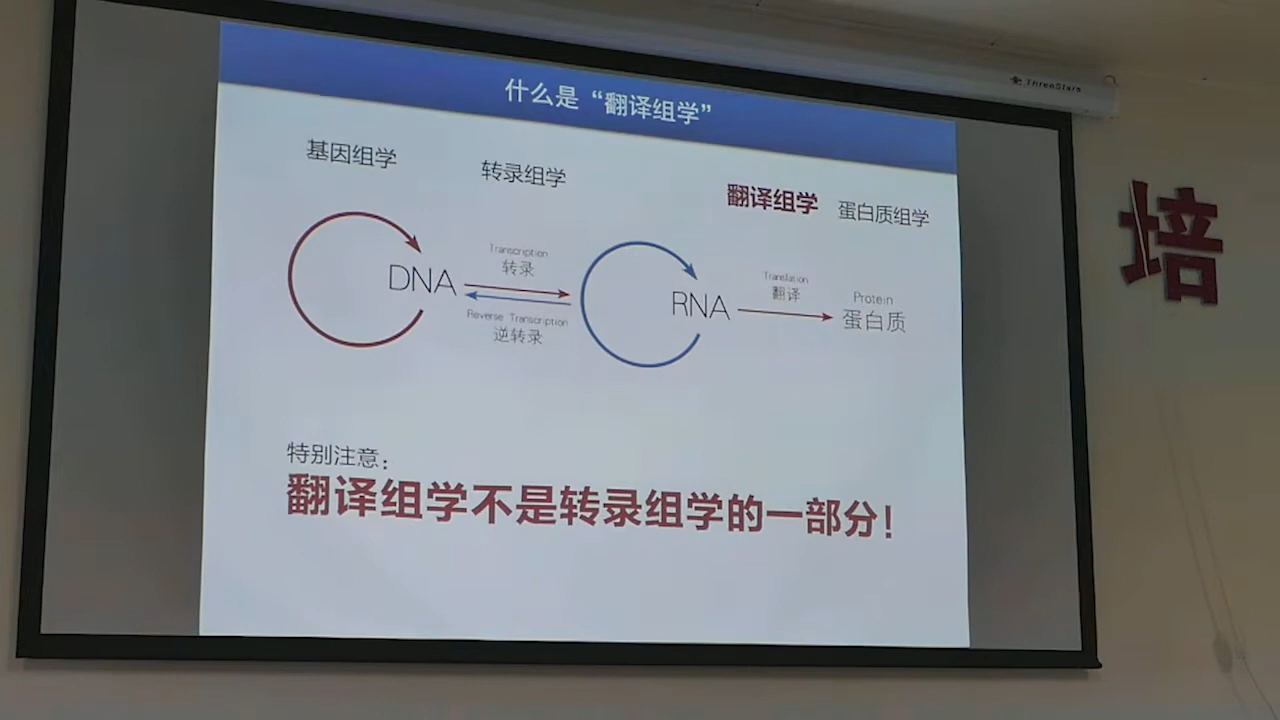 ThreeStars
什么是“翻译组学”
基因组学
转录组学
翻译组学
蛋白质组学
DNA
Transcription
转录
Reverse Transcription
逆转录
RNA
Translation
翻译
Protein
蛋白质
特别注意：
翻译组学不是转录组学的一部分！
培